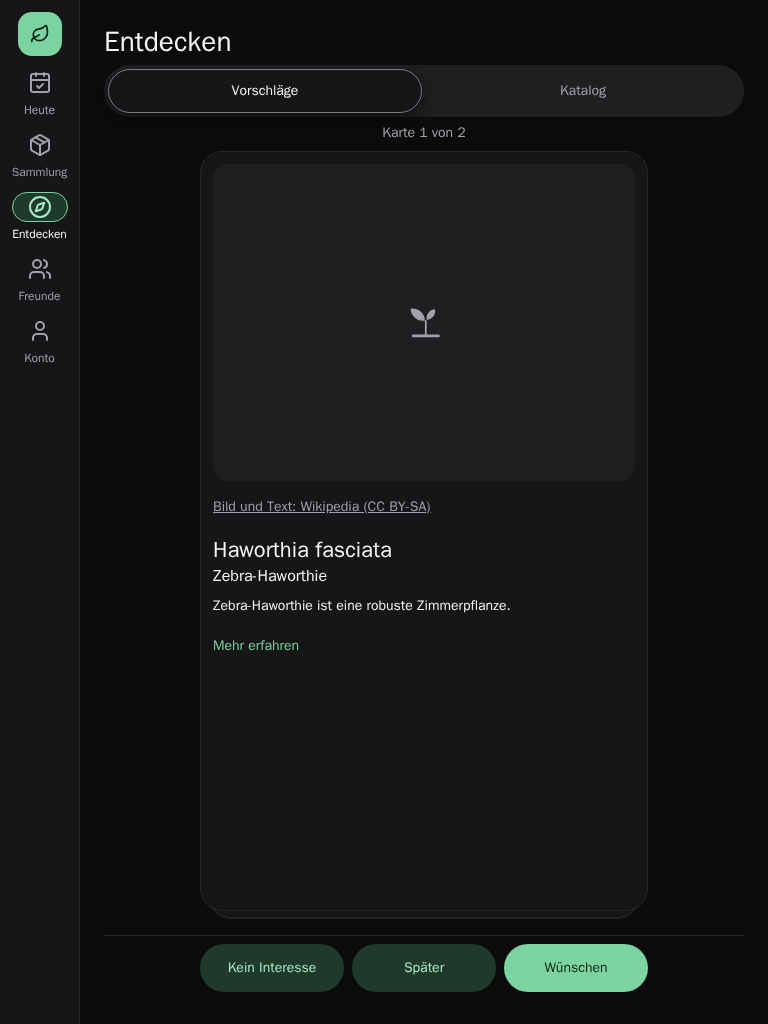 Entdecken
Vorschläge
Katalog
Karte 1 von 2
Heute
Sammlung
Entdecken
Freunde
Konto
Bild und Text: Wikipedia (CC BY-SA)
Haworthia fasciata
Zebra-Haworthie
Zebra-Haworthie ist eine robuste Zimmerpflanze.
Mehr erfahren
Kein Interesse
Später
Wünschen